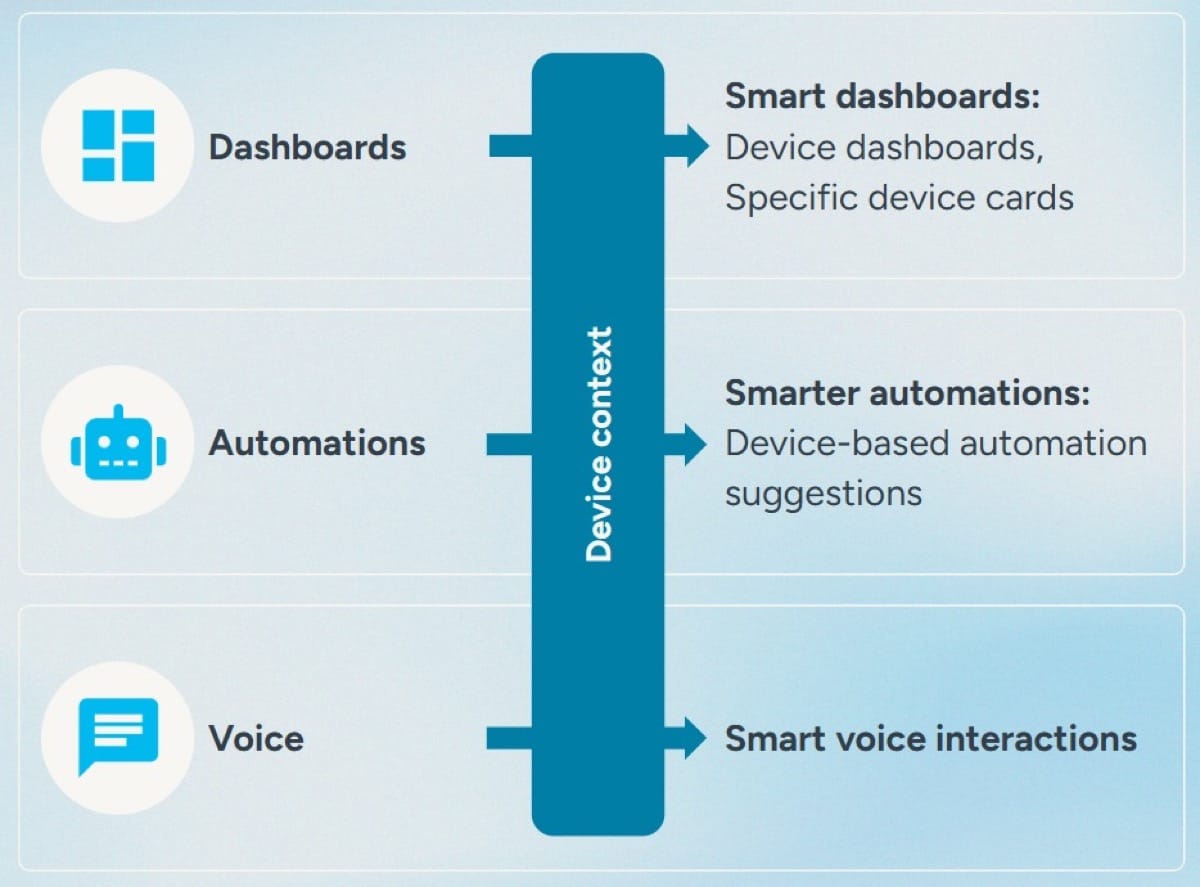 Dashboards
Smart dashboards:
Device dashboards,
Specific device cards
Device context
Automations
Smarter automations:
Device-based automation
suggestions
Voice
Smart voice interactions